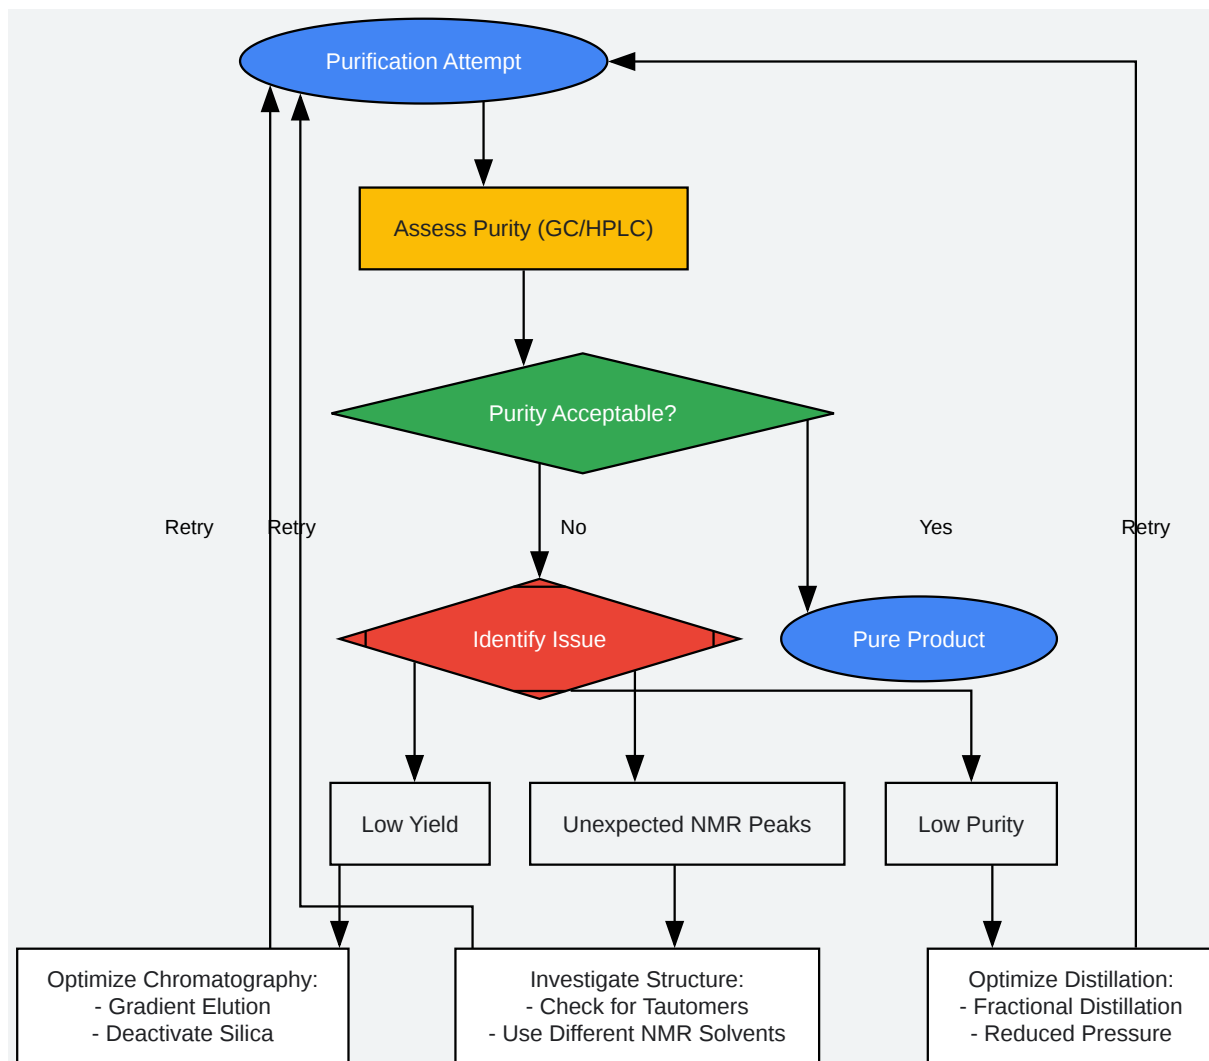 Purification Attempt
Assess Purity (GC/HPLC)
Purity Acceptable?
Retry
Retry
No
Yes
Retry
Identify Issue
Pure Product
Low Yield
Unexpected NMR Peaks
Low Purity
Optimize Chromatography:
- Gradient Elution
- Deactivate Silica
Investigate Structure:
- Check for Tautomers
- Use Different NMR Solvents
Optimize Distillation:
- Fractional Distillation
- Reduced Pressure